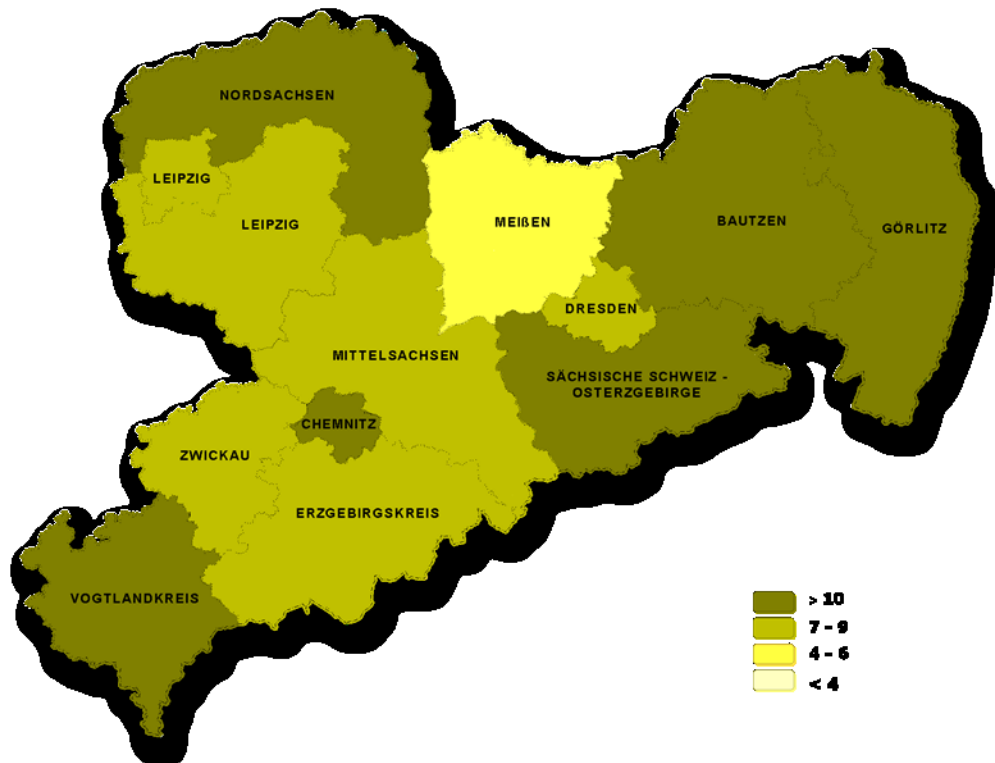 NORDSACHSEN
LEIPZIG
LEIPZIG
MEIßEN
BAUTZEN
GÖRLITZ
DRESDEN
MITTELSACHSEN
SÄCHSISCHE SCHWEIZ -
OSTERZGEBIRGE
CHEMNITZ
ZWICKAU
ERZGEBIRGSKREIS
VOGTLANDKREIS
> 10
7 - 9
4 - 6
< 4